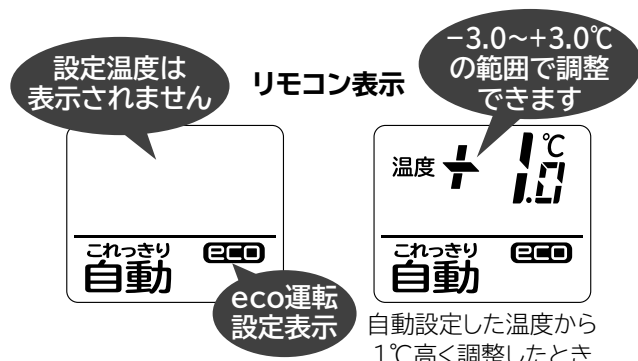 設定温度は
表示されません
リモコン表示
−3.0~+3.0℃
の範囲で調整
できます
これっきり
自動
eco
eco運転
設定表示
温度 + 1.0℃
これっきり
自動
eco
自動設定した温度から
1℃高く調整したとき